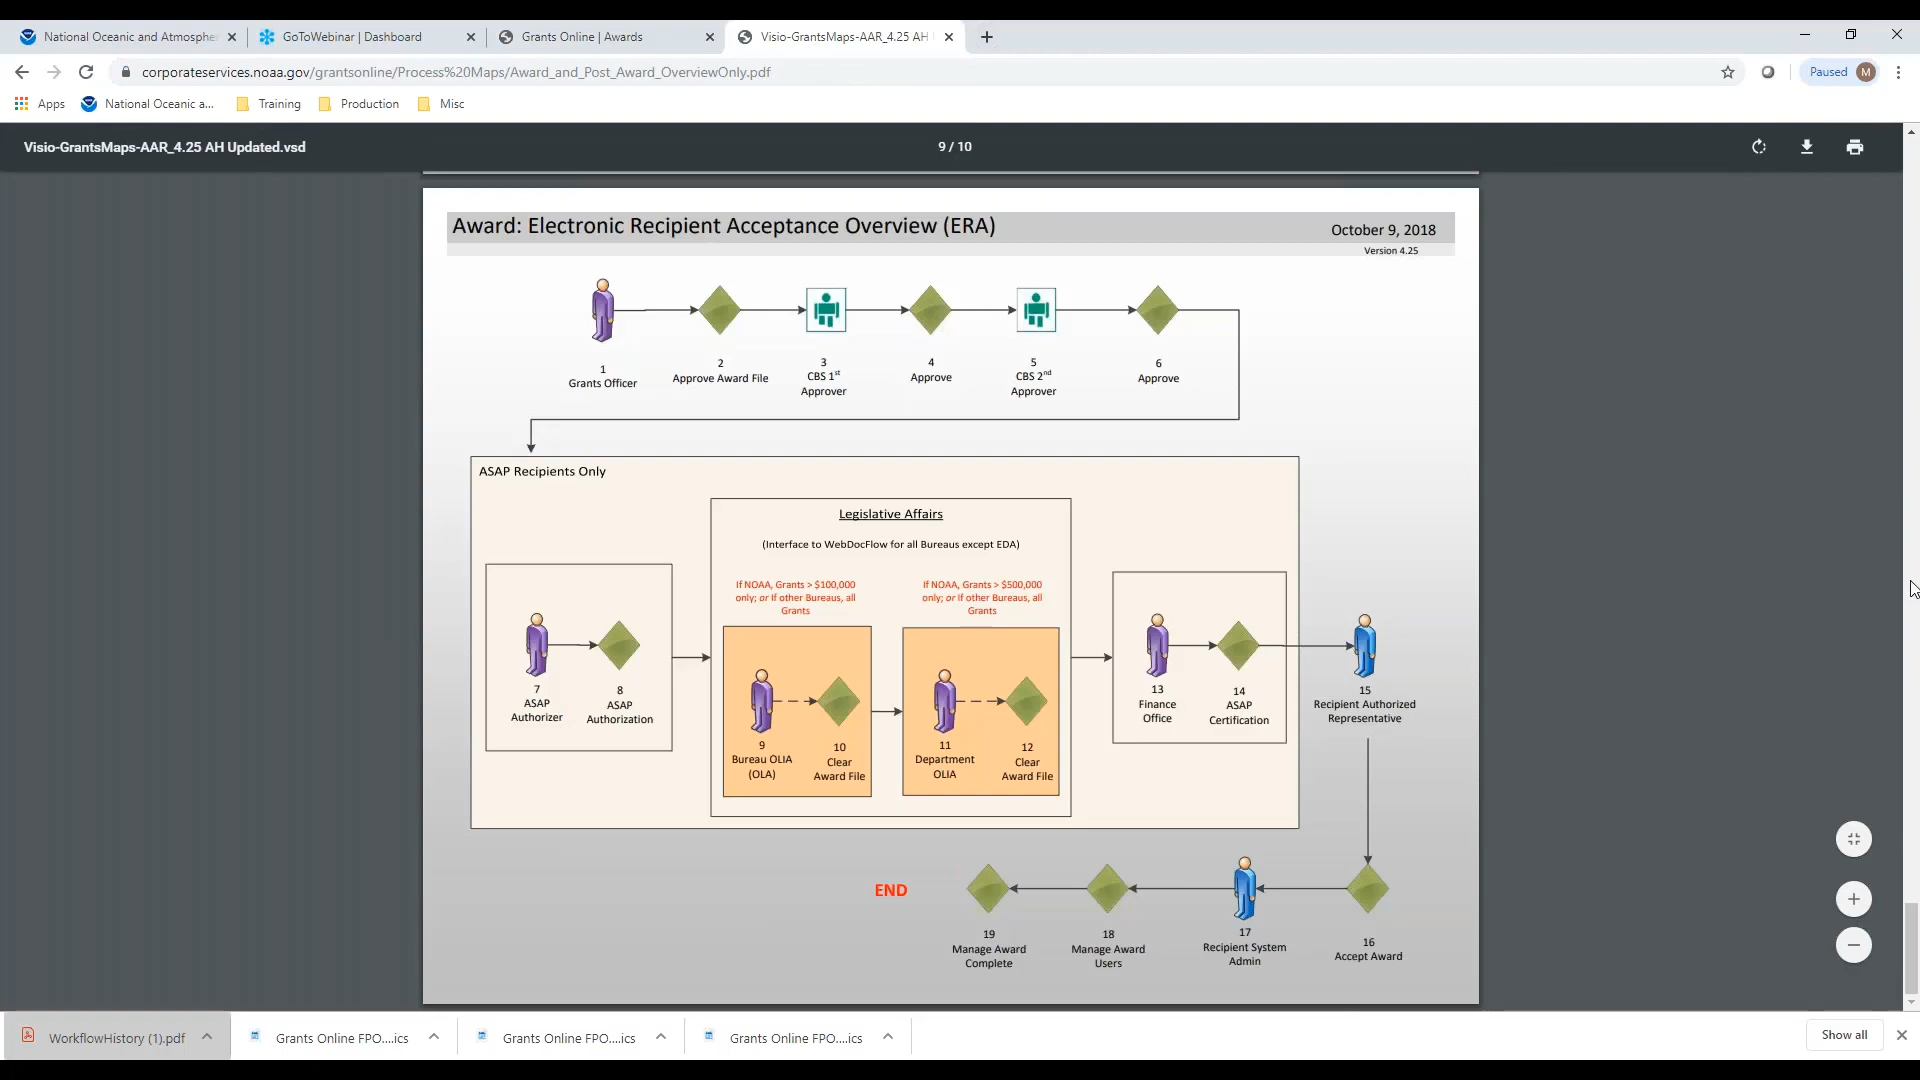 National Oceanic and Atmosphe
GoToWebinar | Dashboard
Grants Online | Awards
Visio-GrantsMaps-AAR_4.25 AH
corporateservices.noaa.gov/grantsonline/Process%20Maps/Award_and_Post_Award_OverviewOnly.pdf
Paused
M
Apps
National Oceanic a...
Training
Production
Misc
Visio-GrantsMaps-AAR_4.25 AH Updated.vsd
9 / 10
Award: Electronic Recipient Acceptance Overview (ERA)
October 9, 2018
Version 4.25
1
Grants Officer
2
Approve Award File
3
CBS 1st
Approver
4
Approve
5
CBS 2nd
Approver
6
Approve
ASAP Recipients Only
Legislative Affairs
(Interface to WebDocFlow for all Bureaus except EDA)
If NOAA, Grants > $100,000
only; or If other Bureaus, all
Grants
If NOAA, Grants > $500,000
only; or If other Bureaus, all
Grants
7
ASAP
Authorizer
8
ASAP
Authorization
9
Bureau OLIA
(OLA)
10
Clear
Award File
11
Department
OLIA
12
Clear
Award File
13
Finance
Office
14
ASAP
Certification
15
Recipient Authorized
Representative
16
Accept Award
17
Recipient System
Admin
18
Manage Award
Users
19
Manage Award
Complete
END
WorkflowHistory (1).pdf
Grants Online FPO....ics
Grants Online FPO....ics
Grants Online FPO....ics
Show all